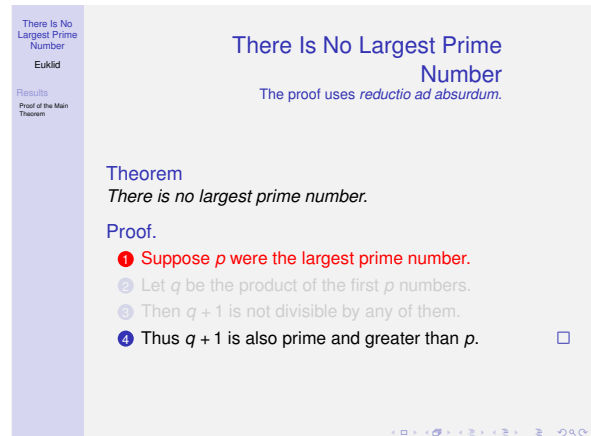 There Is No
Largest Prime
Number
Euklid
Results
Proof of the Main
Theorem
There Is No Largest Prime
Number
The proof uses reductio ad absurdum.
Theorem
There is no largest prime number.
Proof.
1 Suppose p were the largest prime number.
2 Let q be the product of the first p numbers.
3 Then q + 1 is not divisible by any of them.
4 Thus q + 1 is also prime and greater than p.